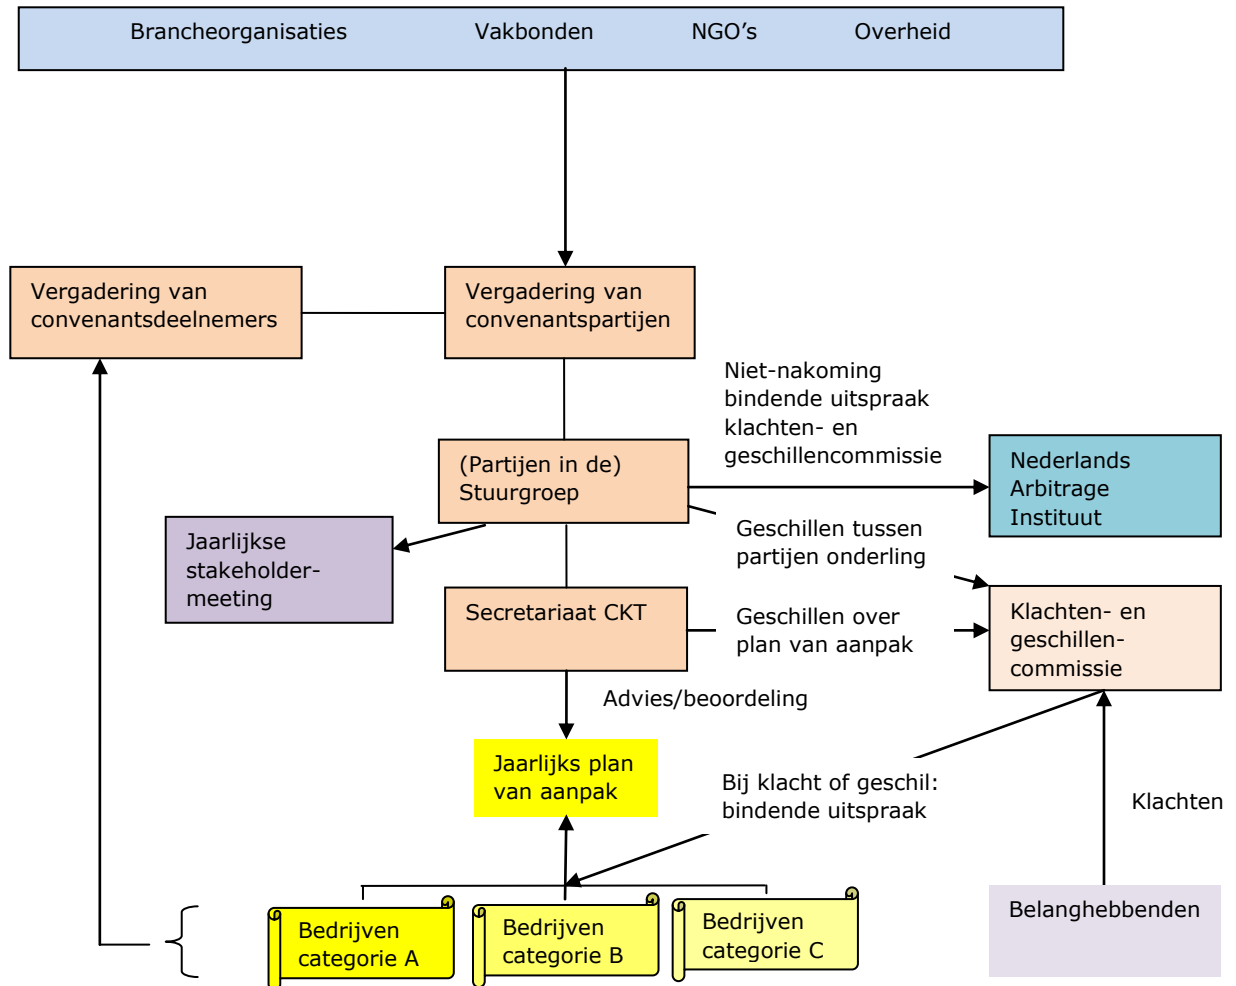 Brancheorganisaties Vakbonden NGO's Overheid
Vergadering van
convenantsdeelnemers
Vergadering van
convenantspartijen
Niet-nakoming
bindende uitspraak
klachten- en
geschillencommissie
(Partijen in de)
Stuurgroep
Nederlands
Arbitrage
Instituut
Jaarlijkse
stakeholder-
meeting
Geschillen tussen
partijen onderling
Secretariaat CKT
Geschillen over
plan van aanpak
Klachten- en
geschillen-
commissie
Advies/beoordeling
Jaarlijks plan
van aanpak
Bij klacht of geschil:
bindende uitspraak
Klachten
Bedrijven
categorie A
Bedrijven
categorie B
Bedrijven
categorie C
Belanghebbenden